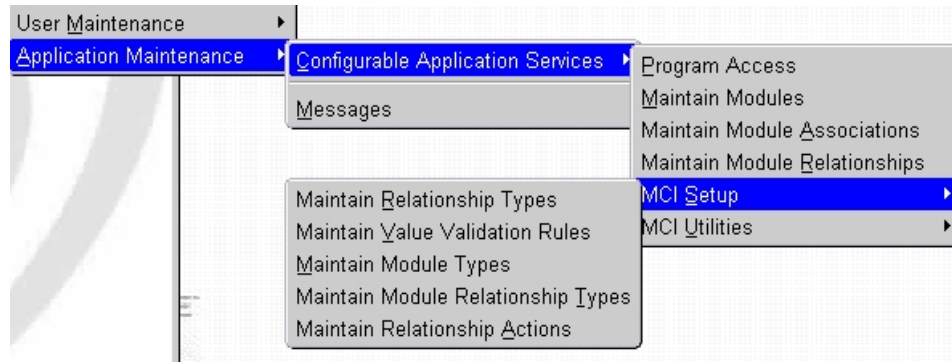 User Maintenance
Application Maintenance
Configurable Application Services
Messages
Program Access
Maintain Modules
Maintain Module Associations
Maintain Module Relationships
MCI Setup
MCI Utilities
Maintain Relationship Types
Maintain Value Validation Rules
Maintain Module Types
Maintain Module Relationship Types
Maintain Relationship Actions